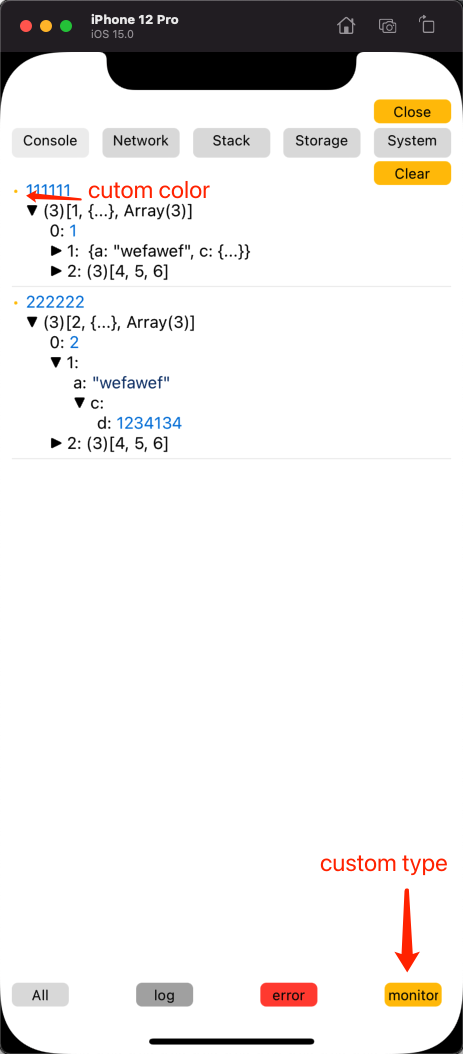 iPhone 12 Pro
iOS 15.0
Close
Console Network Stack Storage System
Clear
111111 cutom color
▼ (3)[1, {...}, Array(3)]
0: 1
▶ 1: {a: "wefawef", c: {...}}
▶ 2: (3)[4, 5, 6]
222222
▼ (3)[2, {...}, Array(3)]
0: 2
▼ 1:
a: "wefawef"
▼ c:
d: 1234134
▶ 2: (3)[4, 5, 6]
custom type
All log error monitor